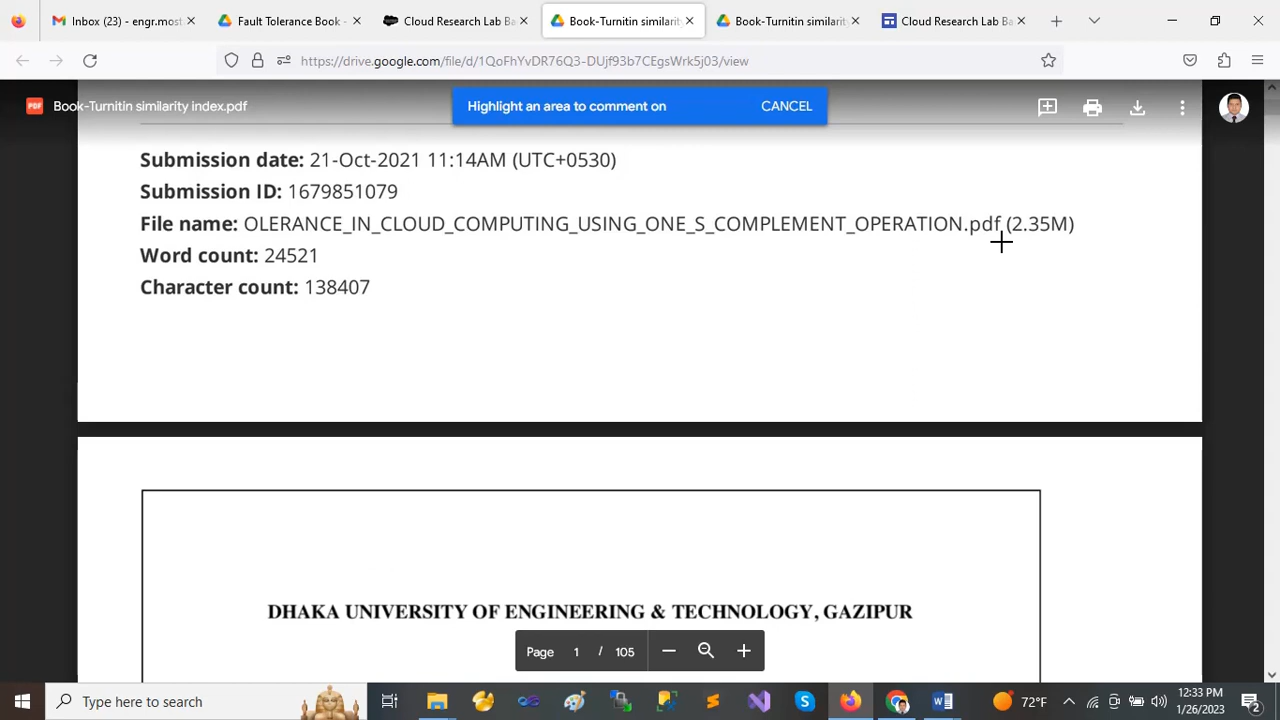 Inbox (23) - engr.most
Fault Tolerance Book -
Cloud Research Lab Ba
Book-Turnitin similarity
Book-Turnitin similarity
Cloud Research Lab Ba
https://drive.google.com/file/d/1QoFhYvDR76Q3-DUjf93b7CEgsWrk5j03/view
PDF
Book-Turnitin similarity index.pdf
Highlight an area to comment on
CANCEL
Submission date: 21-Oct-2021 11:14AM (UTC+0530)
Submission ID: 1679851079
File name: OLERANCE_IN_CLOUD_COMPUTING_USING_ONE_S_COMPLEMENT_OPERATION.pdf (2.35M)
Word count: 24521
Character count: 138407
DHAKA UNIVERSITY OF ENGINEERING & TECHNOLOGY, GAZIPUR
Page 1 / 105
Type here to search
72°F
12:33 PM
1/26/2023
2